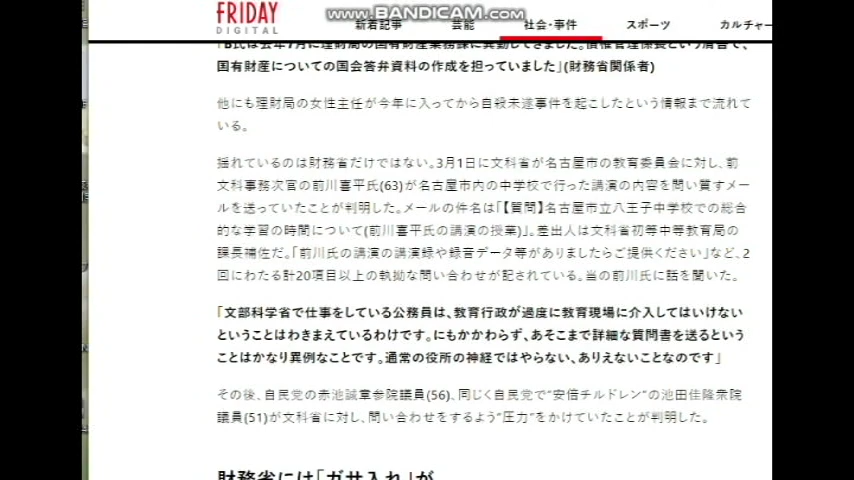 FRIDAY
DIGITAL
www.BANDICAM.com
新着記事 芸能 社会・事件 スポーツ カルチャー
「B氏は去年7月に理財局の国有財産業務課に異動してきました。債権管理係長という肩書で、
国有財産についての国会答弁資料の作成を担っていました」(財務省関係者)
他にも理財局の女性主任が今年に入ってから自殺未遂事件を起こしたという情報まで流れて
いる。
揺れているのは財務省だけではない。3月1日に文科省が名古屋市の教育委員会に対し、前
文科事務次官の前川喜平氏(63)が名古屋市内の中学校で行った講演の内容を問い質すメー
ルを送っていたことが判明した。メールの件名は「【質問】名古屋市立八王子中学校での総合
的な学習の時間について(前川喜平氏の講演の授業)」。差出人は文科省初等中等教育局の
課長補佐だ。「前川氏の講演の講演録や録音データ等がありましたらご提供ください」など、2
回にわたる計20項目以上の執拗な問い合わせが記されている。当の前川氏に話を聞いた。
「文部科学省で仕事をしている公務員は、教育行政が過度に教育現場に介入してはいけない
ということはわきまえているわけです。にもかかわらず、あそこまで詳細な質問書を送るという
ことはかなり異例なことです。通常の役所の神経ではやらない、ありえないことなのです」
その後、自民党の赤池誠章参院議員(56)、同じく自民党で“安倍チルドレン”の池田佳隆衆院
議員(51)が文科省に対し、問い合わせをするよう“圧力”をかけていたことが判明した。
財務省には「ガサ入れ」が